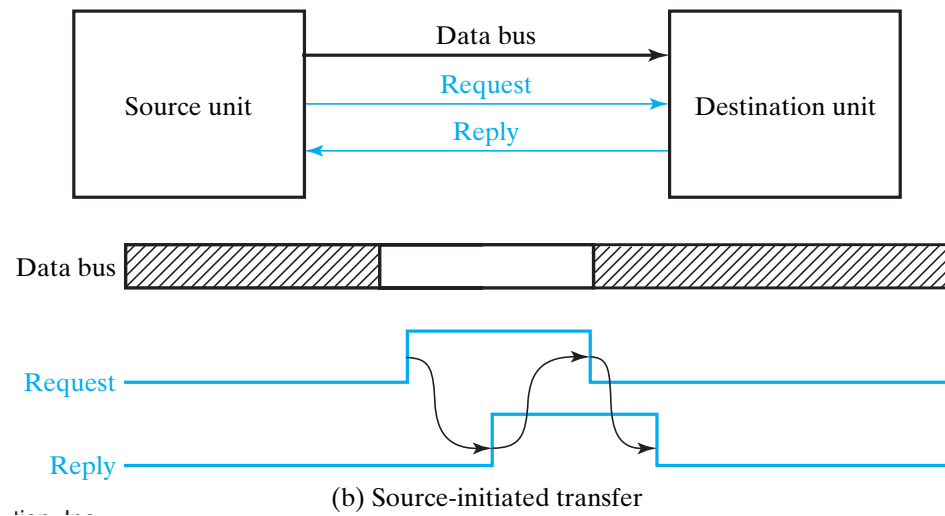 Data bus
Request
Source unit
Destination unit
Reply
Data bus
Request
Reply
(b) Source-initiated transfer